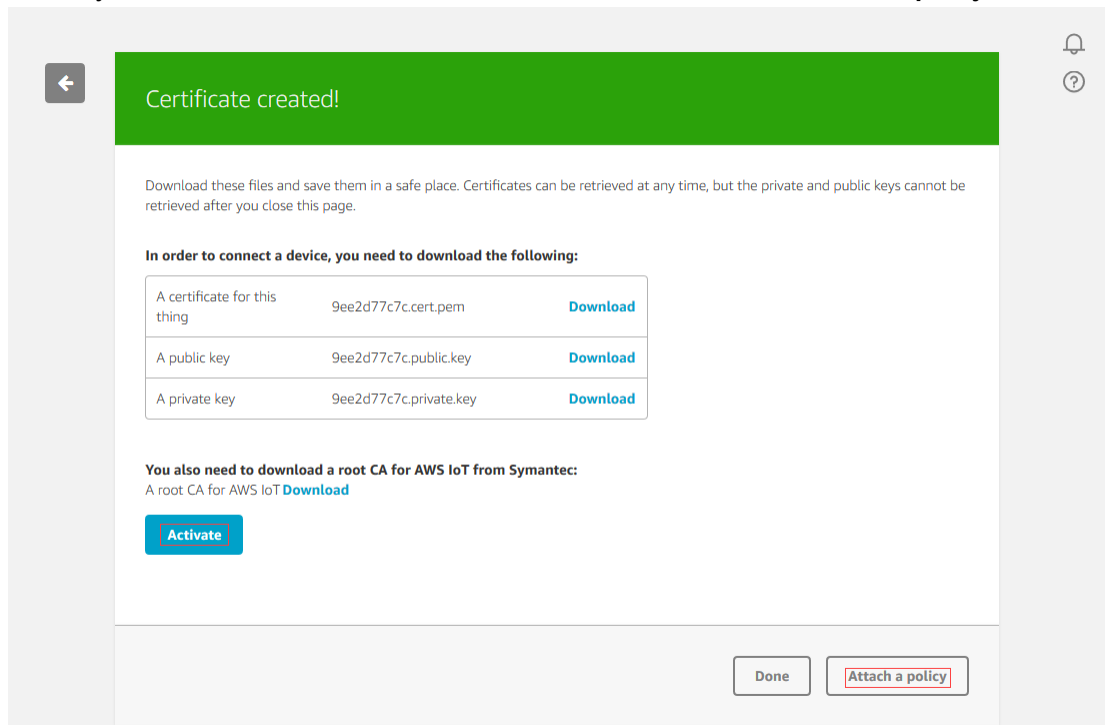 Certificate created!
Download these files and save them in a safe place. Certificates can be retrieved at any time, but the private and public keys cannot be
retrieved after you close this page.
In order to connect a device, you need to download the following:
A certificate for this
thing
9ee2d77c7c.cert.pem
Download
A public key
9ee2d77c7c.public.key
Download
A private key
9ee2d77c7c.private.key
Download
You also need to download a root CA for AWS IoT from Symantec:
A root CA for AWS IoT Download
Activate
Done
Attach a policy